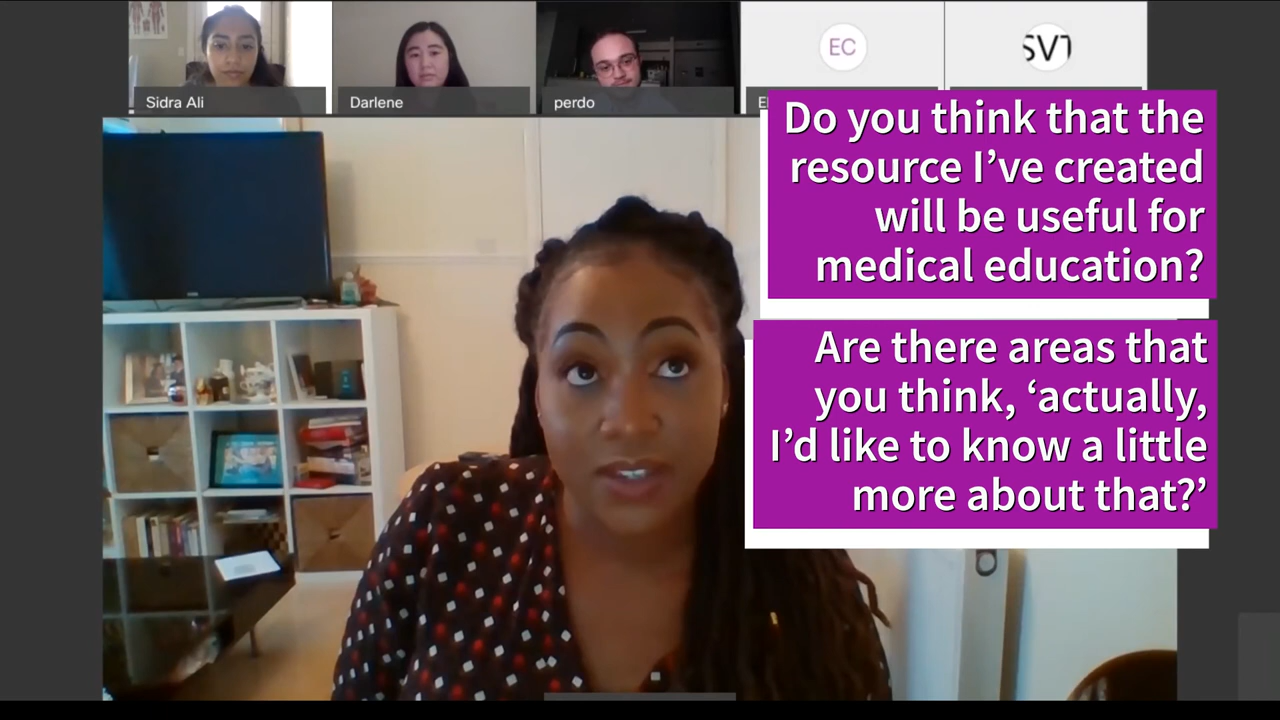 EC
SVT
Sidra Ali
Darlene
perdo
Do you think that the
resource I’ve created
will be useful for
medical education?
Are there areas that
you think, ‘actually,
I’d like to know a little
more about that?’